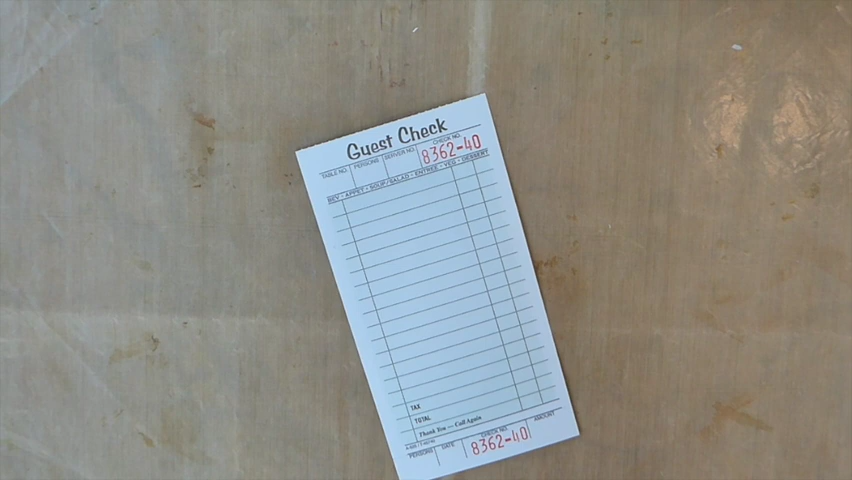 Guest Check
TABLE NO. PERSONS SERVER NO. CHECK NO.
8362-40
BEV • APPET • SOUP/SALAD • ENTREE • VEG • DESSERT
TAX
TOTAL
Thank You — Call Again
PERSONS DATE CHECK NO. AMOUNT
8362-40